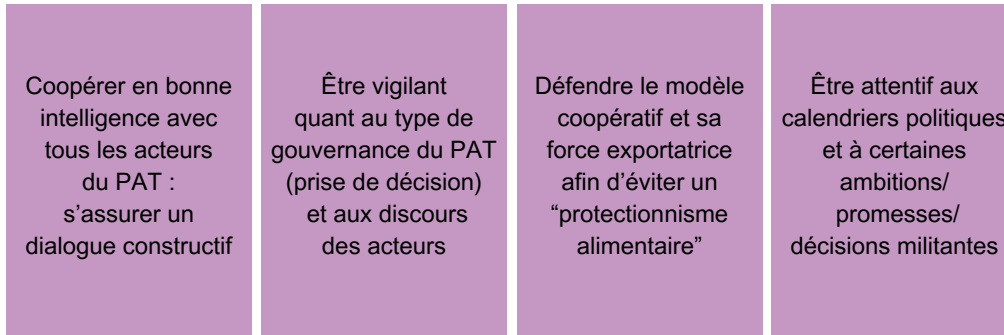 Coopérer en bonne
intelligence avec
tous les acteurs
du PAT :
s’assurer un
dialogue constructif
Être vigilant
quant au type de
gouvernance du PAT
(prise de décision)
et aux discours
des acteurs
Défendre le modèle
coopératif et sa
force exportatrice
afin d’éviter un
“protectionnisme
alimentaire”
Être attentif aux
calendriers politiques
et à certaines
ambitions/
promesses/
décisions militantes